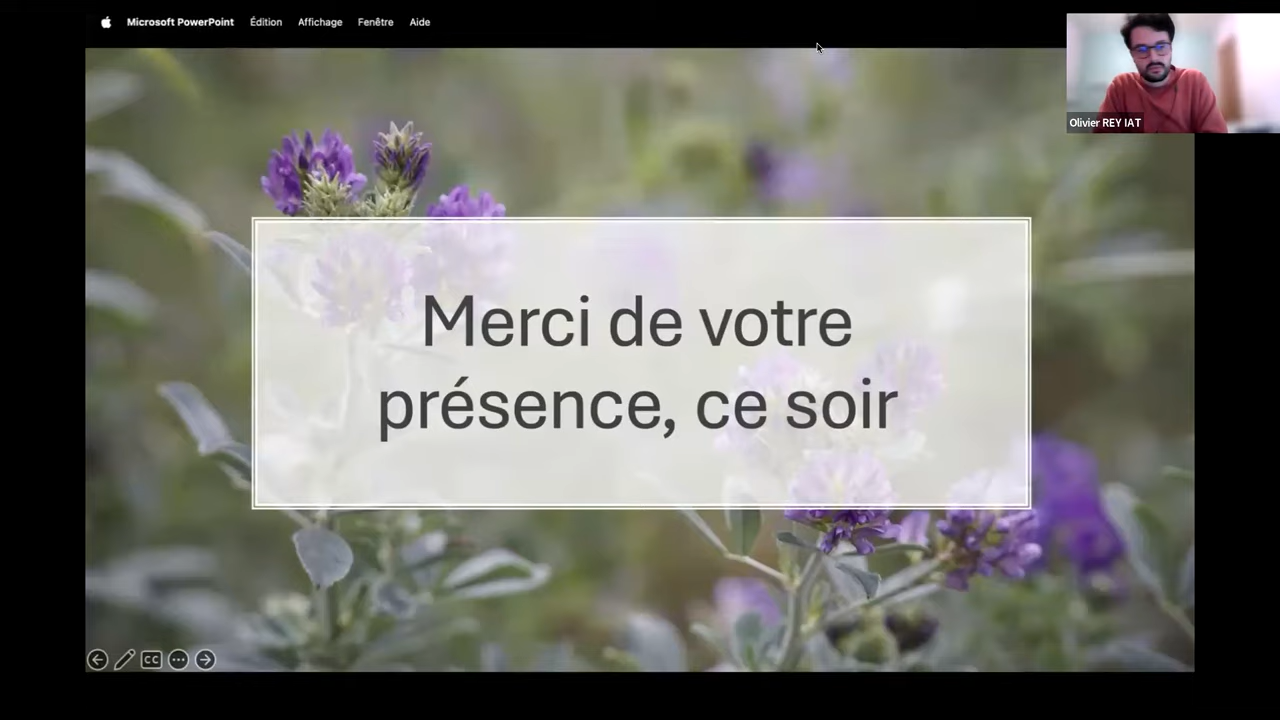 Microsoft PowerPoint Édition Affichage Fenêtre Aide
Olivier REY IAT
Merci de votre
présence, ce soir
CC